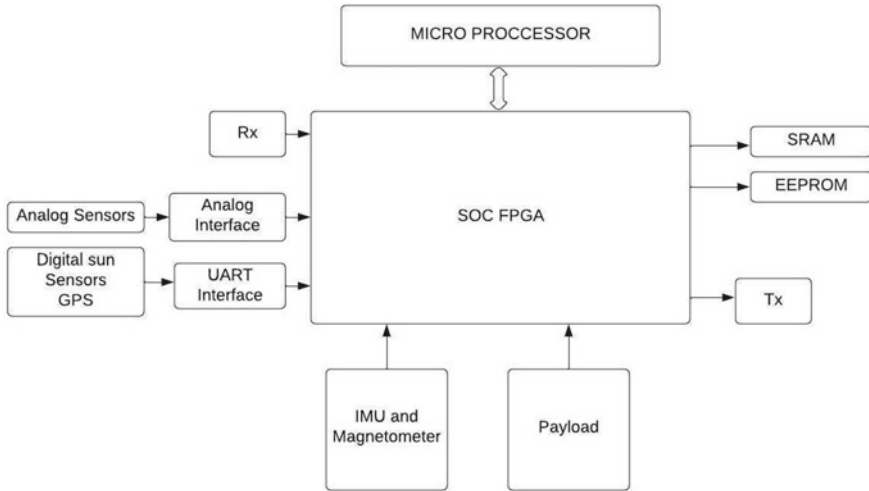 MICRO PROCCESSOR
Rx
SRAM
EEPROM
Analog Sensors
Analog
Interface
SOC FPGA
Digital sun
Sensors
GPS
UART
Interface
Tx
IMU and
Magnetometer
Payload